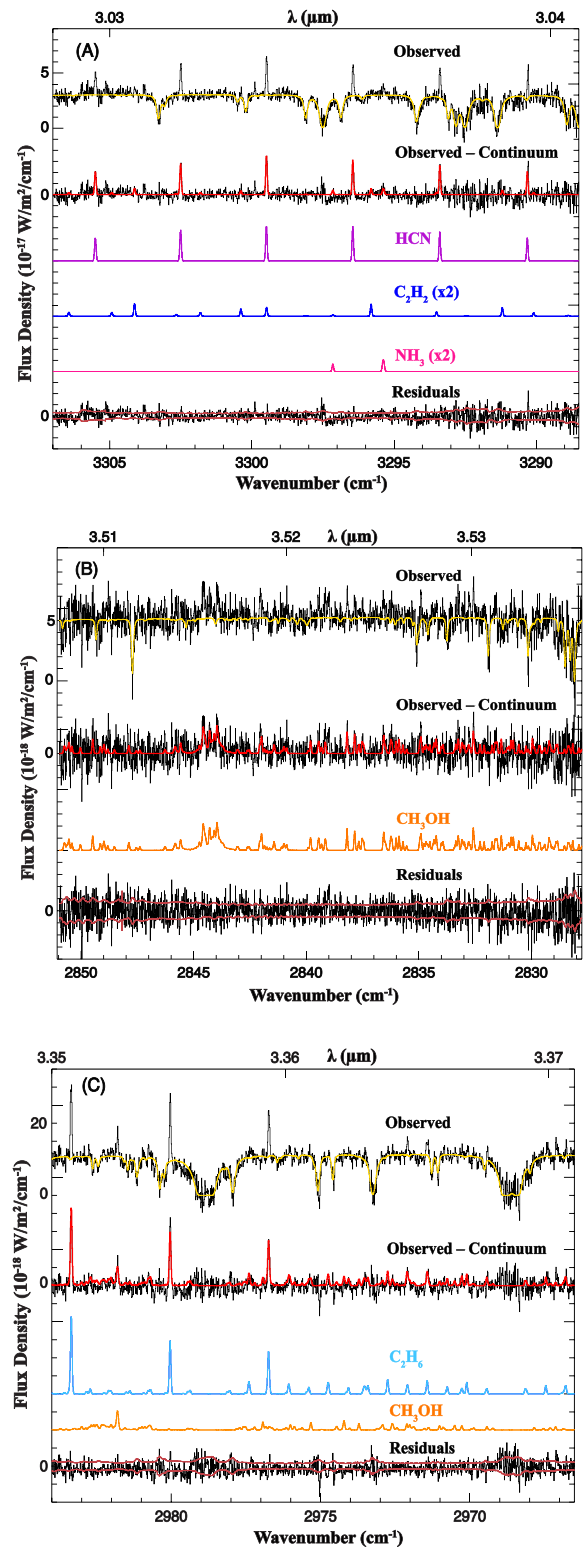 3.03 λ (µm) 3.04
(A)
Observed
5
0
Observed – Continuum
0
HCN
C₂H₂ (x2)
NH₃ (x2)
Residuals
0
Flux Density (10⁻¹⁷ W/m²/cm⁻¹)
3305 3300 3295 3290
Wavenumber (cm⁻¹)
3.51 3.52 λ (µm) 3.53
(B)
Observed
5
0
Observed – Continuum
0
CH₃OH
Residuals
0
Flux Density (10⁻¹⁸ W/m²/cm⁻¹)
2850 2845 2840 2835 2830
Wavenumber (cm⁻¹)
3.35 3.36 λ (µm) 3.37
(C)
Observed
20
0
Observed – Continuum
0
C₂H₆
CH₃OH
Residuals
0
Flux Density (10⁻¹⁸ W/m²/cm⁻¹)
2980 2975 2970
Wavenumber (cm⁻¹)